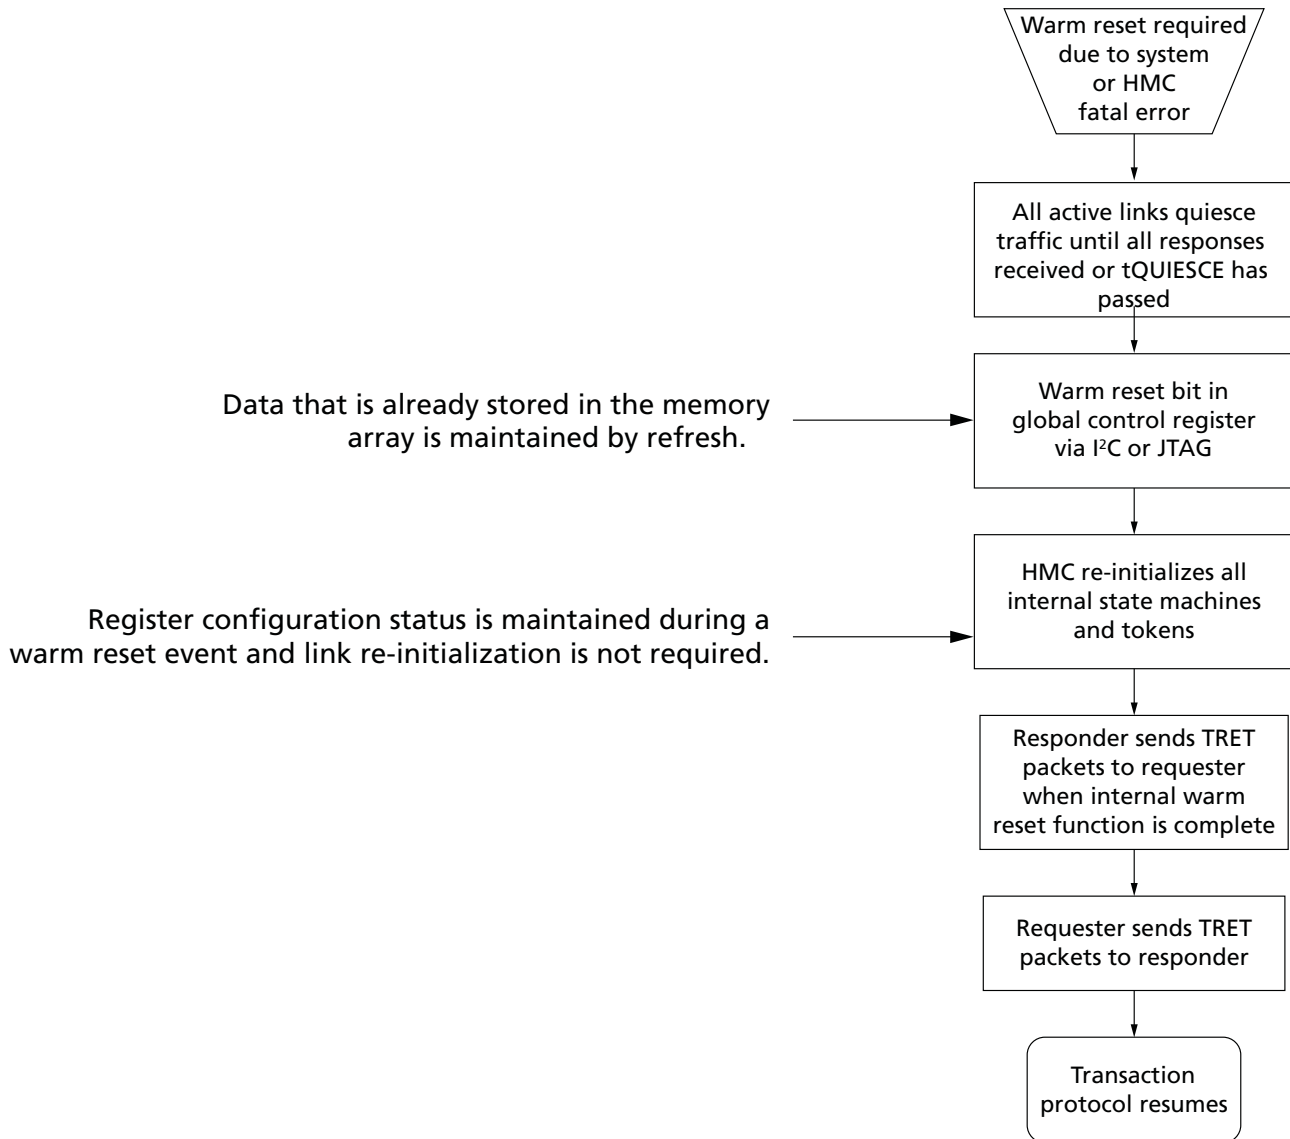 Warm reset required
due to system
or HMC
fatal error
All active links quiesce
traffic until all responses
received or tQUIESCE has
passed
Data that is already stored in the memory
array is maintained by refresh.
Warm reset bit in
global control register
via I²C or JTAG
Register configuration status is maintained during a
warm reset event and link re-initialization is not required.
HMC re-initializes all
internal state machines
and tokens
Responder sends TRET
packets to requester
when internal warm
reset function is complete
Requester sends TRET
packets to responder
Transaction
protocol resumes